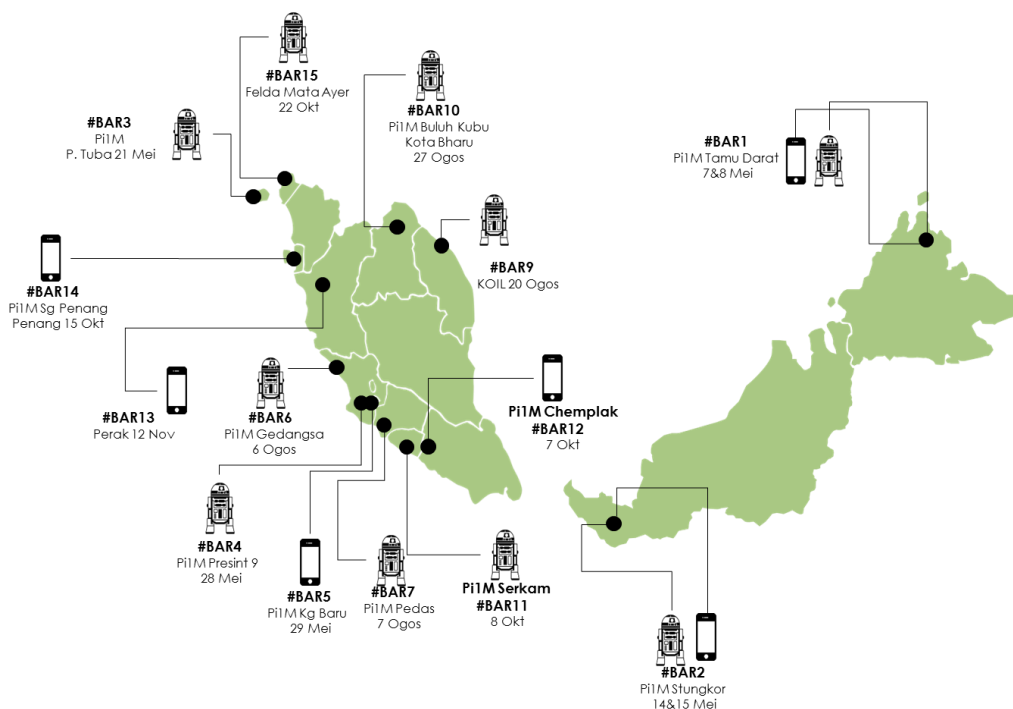 #BAR15
Felda Mata Ayer
22 Okt
#BAR10
Pi1M Buluh Kubu
Kota Bharu
27 Ogos
#BAR3
Pi1M
P. Tuba 21 Mei
#BAR1
Pi1M Tamu Darat
7&8 Mei
#BAR9
KOIL 20 Ogos
#BAR14
Pi1M Sg Penang
Penang 15 Okt
#BAR13
Perak 12 Nov
#BAR6
Pi1M Gedangsa
6 Ogos
Pi1M Chemplak
#BAR12
7 Okt
#BAR4
Pi1M Presint 9
28 Mei
#BAR5
Pi1M Kg Baru
29 Mei
#BAR7
Pi1M Pedas
7 Ogos
Pi1M Serkam
#BAR11
8 Okt
#BAR2
Pi1M Stungkor
14&15 Mei